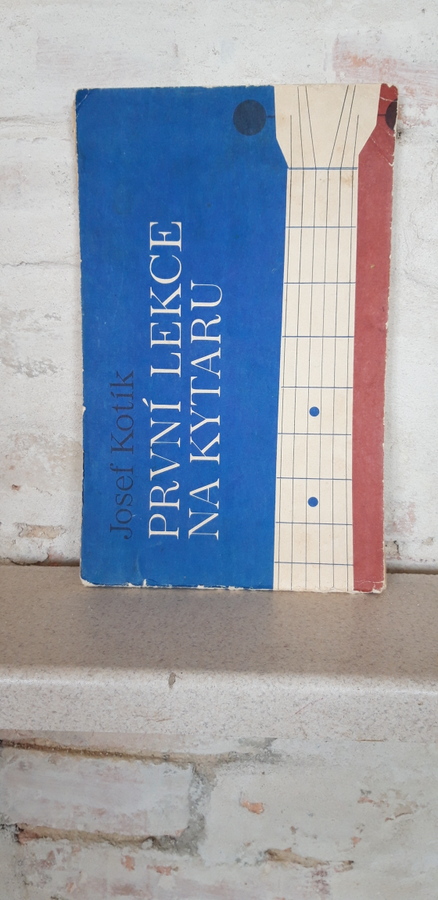 Josef Kotík
PRVNÍ LEKCE
NA KYTARU